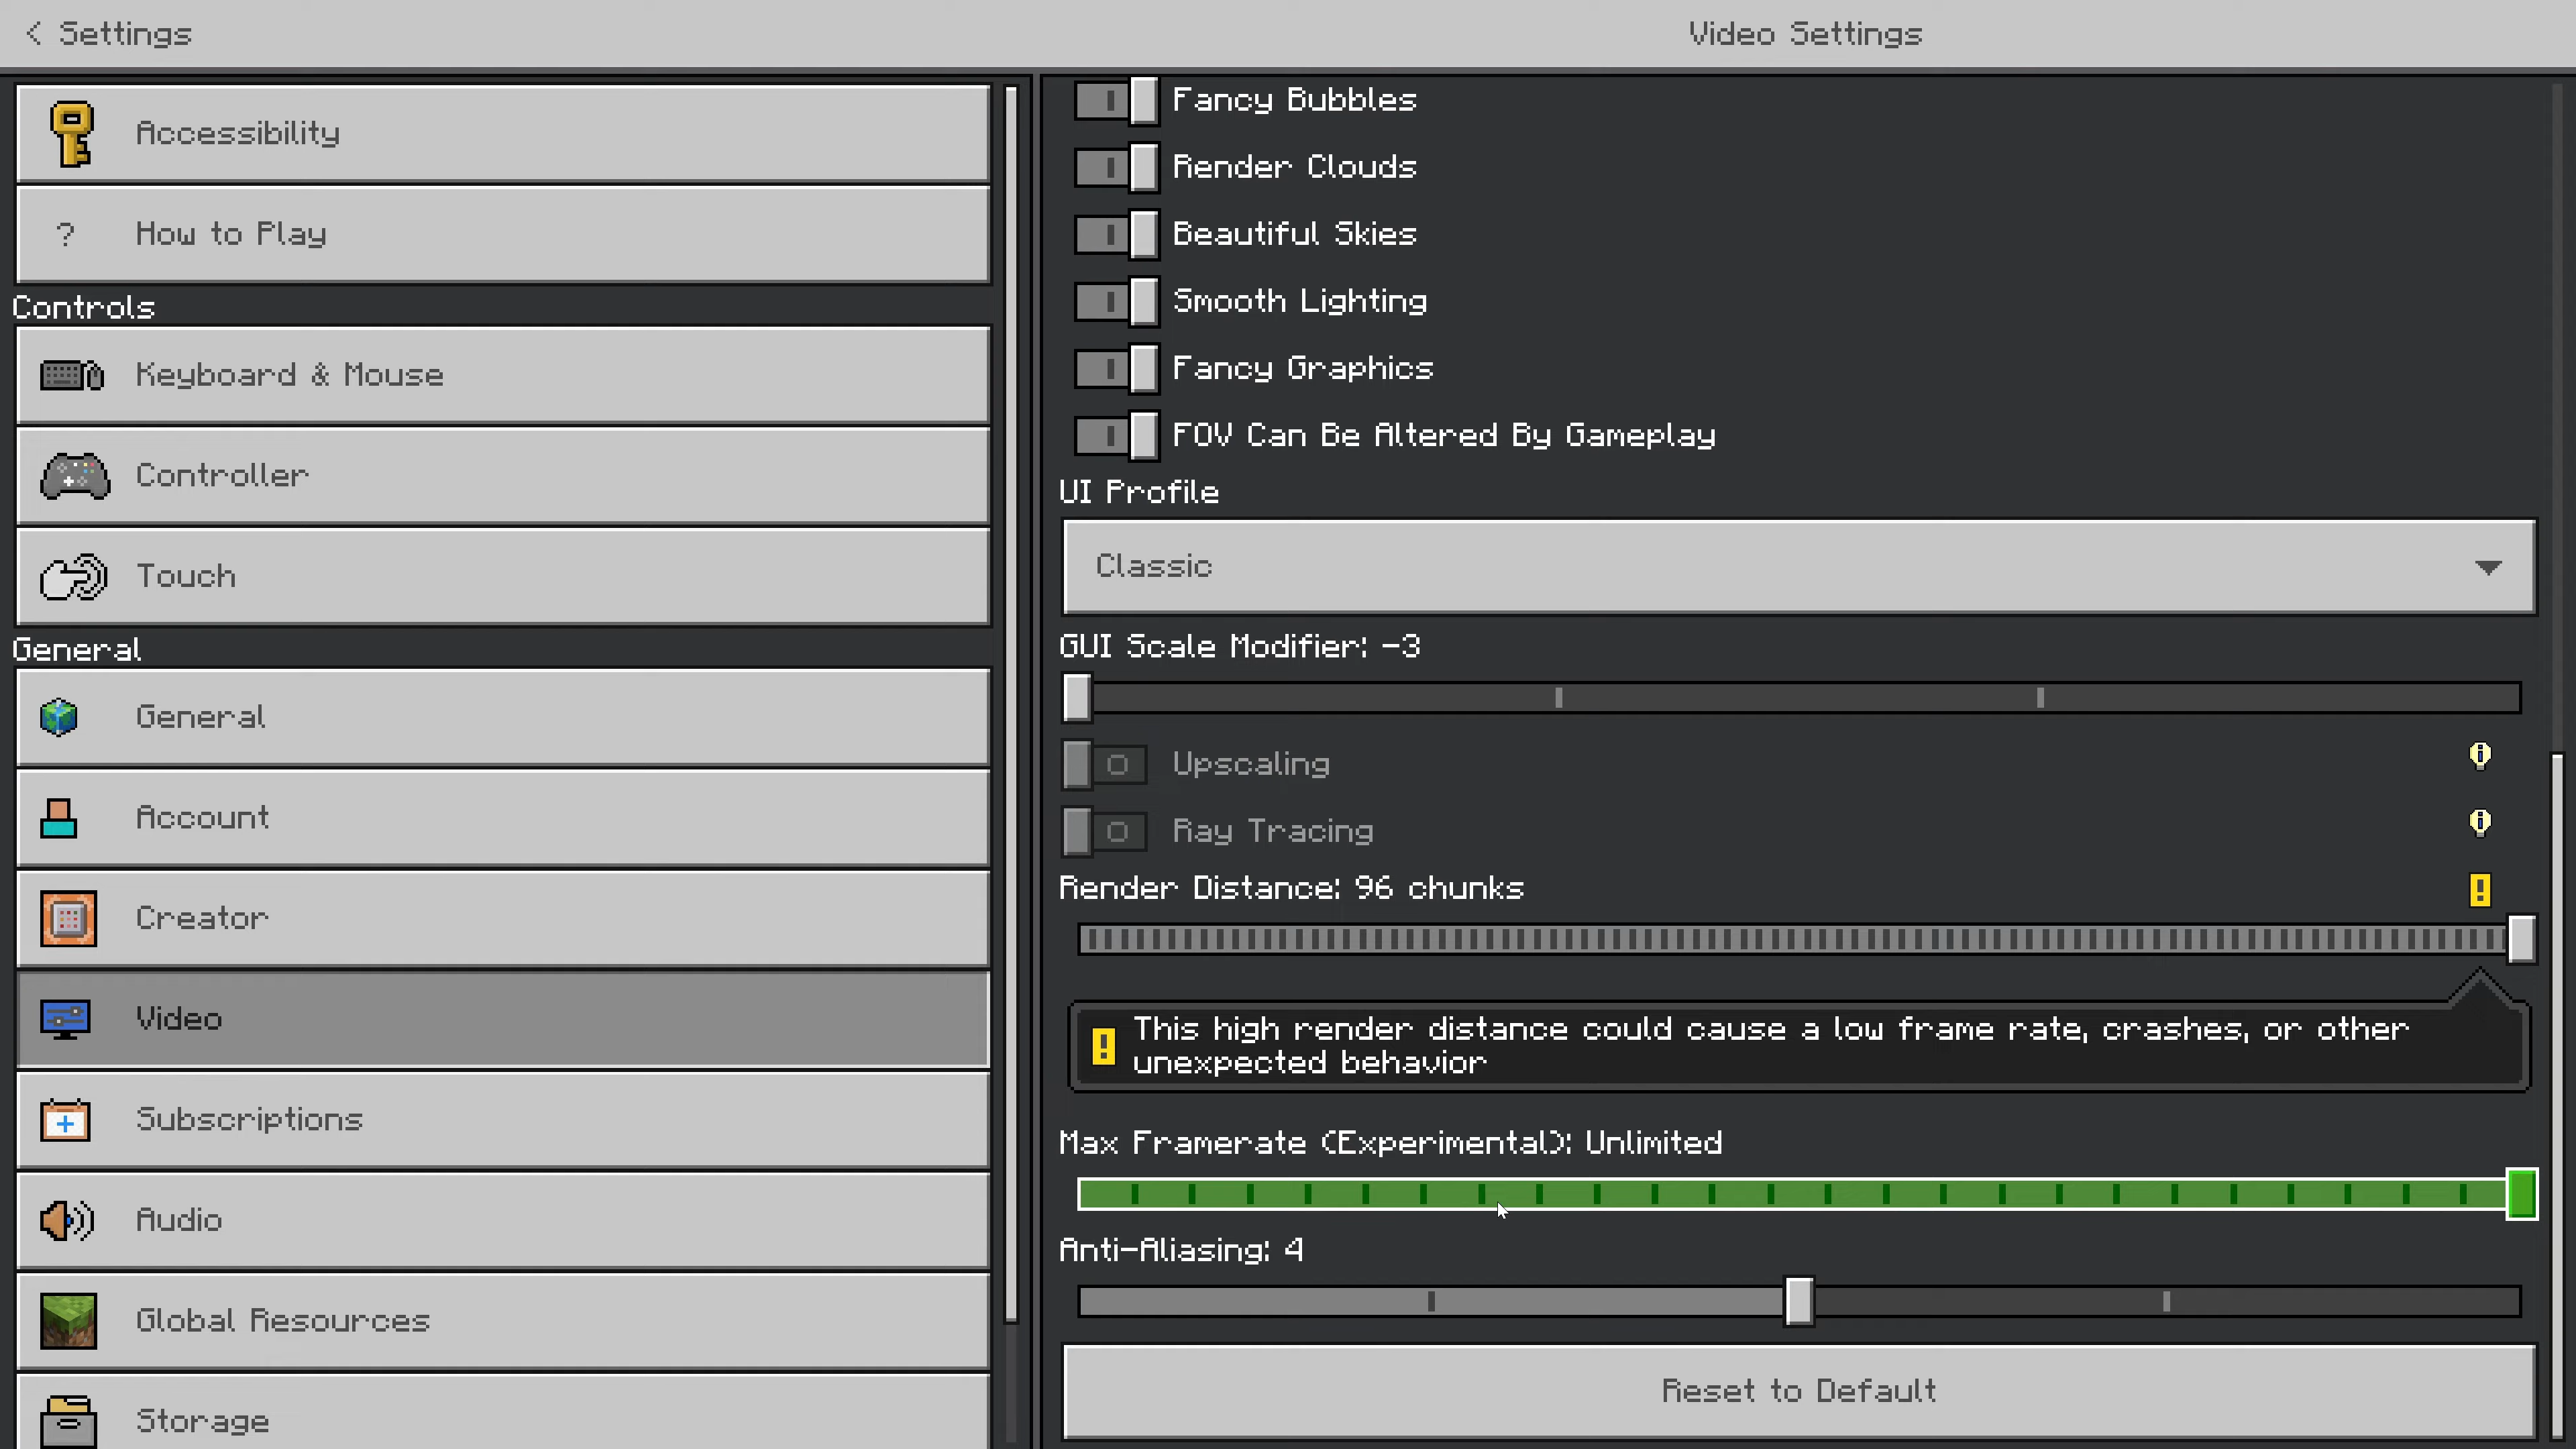 < Settings
Video Settings
Accessibility
? How to Play
Controls
Keyboard & Mouse
Controller
Touch
General
General
Account
Creator
Video
Subscriptions
Audio
Global Resources
Storage
Fancy Bubbles
Render Clouds
Beautiful Skies
Smooth Lighting
Fancy Graphics
FOV Can Be Altered By Gameplay
UI Profile
Classic
GUI Scale Modifier: -3
Upscaling
Ray Tracing
Render Distance: 96 chunks
This high render distance could cause a low frame rate, crashes, or other
unexpected behavior
Max Framerate (Experimental): Unlimited
Anti-Aliasing: 4
Reset to Default